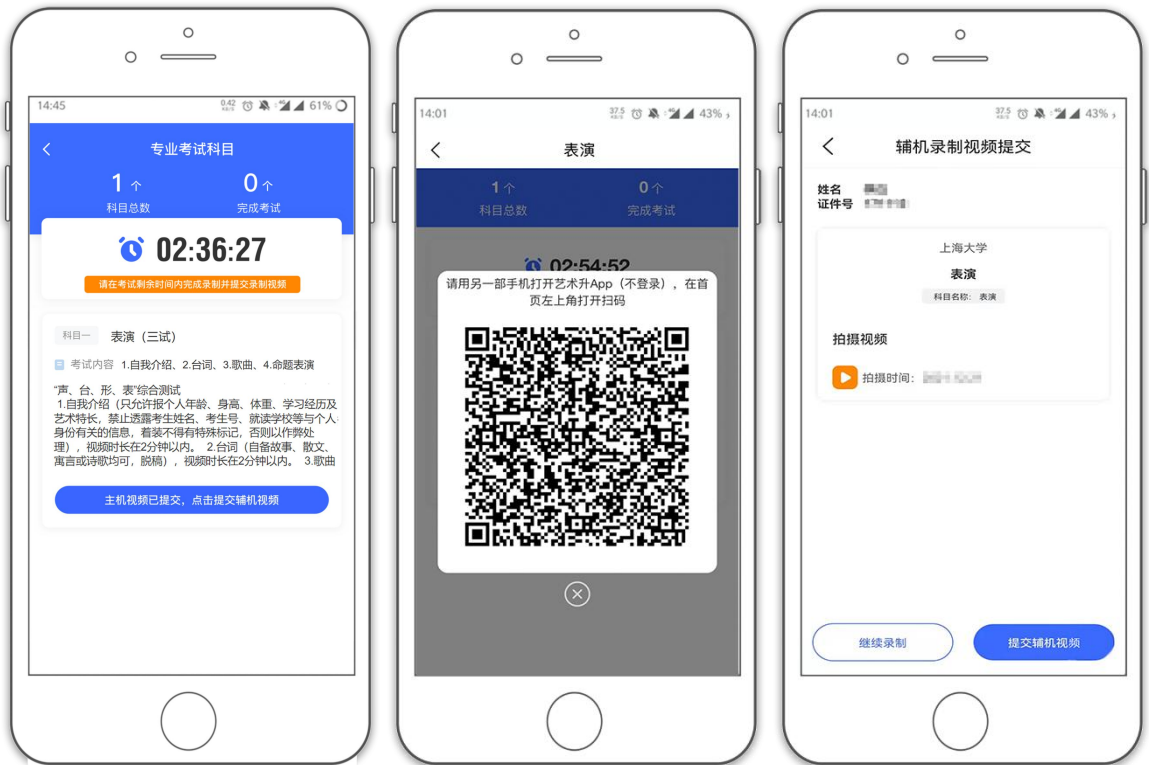 14:45
0.42 KB/S
4G
61%
专业考试科目
1 个
0 个
科目总数
完成考试
02:36:27
请在考试剩余时间内完成录制并提交录制视频
科目一
表演（三试）
考试内容 1.自我介绍、2.台词、3.歌曲、4.命题表演
“声、台、形、表”综合测试
1.自我介绍（只允许报个人年龄、身高、体重、学习经历及
艺术特长，禁止透露考生姓名、考生号、就读学校等与个人
身份有关的信息，着装不得有特殊标记，否则以作弊处
理），视频时长在2分钟以内。 2.台词（自备故事、散文、
寓言或诗歌均可，脱稿），视频时长在2分钟以内。 3.歌曲
主机视频已提交，点击提交辅机视频
14:01
37.5 KB/S
4G
43%
表演
1 个
0 个
科目总数
完成考试
02:54:52
请用另一部手机打开艺术升App（不登录），在首
页左上角打开扫码
14:01
37.5 KB/S
4G
43%
辅机录制视频提交
姓名
证件号
上海大学
表演
科目名称： 表演
拍摄视频
拍摄时间：
继续录制
提交辅机视频